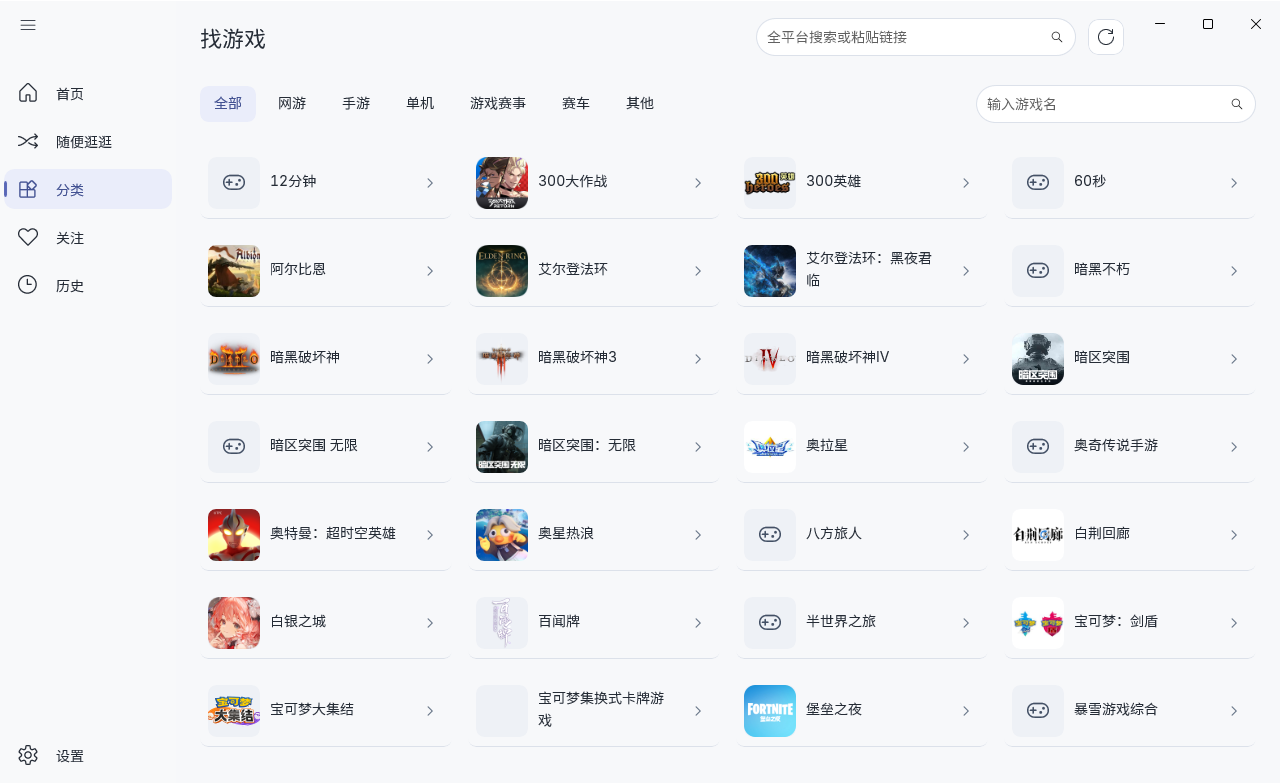 找游戏
全平台搜索或粘贴链接
首页
随便逛逛
分类
关注
历史
设置
全部
网游
手游
单机
游戏赛事
赛车
其他
输入游戏名
12分钟
300大作战
300英雄
60秒
阿尔比恩
艾尔登法环
艾尔登法环：黑夜君
临
暗黑不朽
暗黑破坏神
暗黑破坏神3
暗黑破坏神IV
暗区突围
暗区突围 无限
暗区突围：无限
奥拉星
奥奇传说手游
奥特曼：超时空英雄
奥星热浪
八方旅人
白荆回廊
白银之城
百闻牌
半世界之旅
宝可梦：剑盾
宝可梦大集结
宝可梦集换式卡牌游
戏
堡垒之夜
暴雪游戏综合